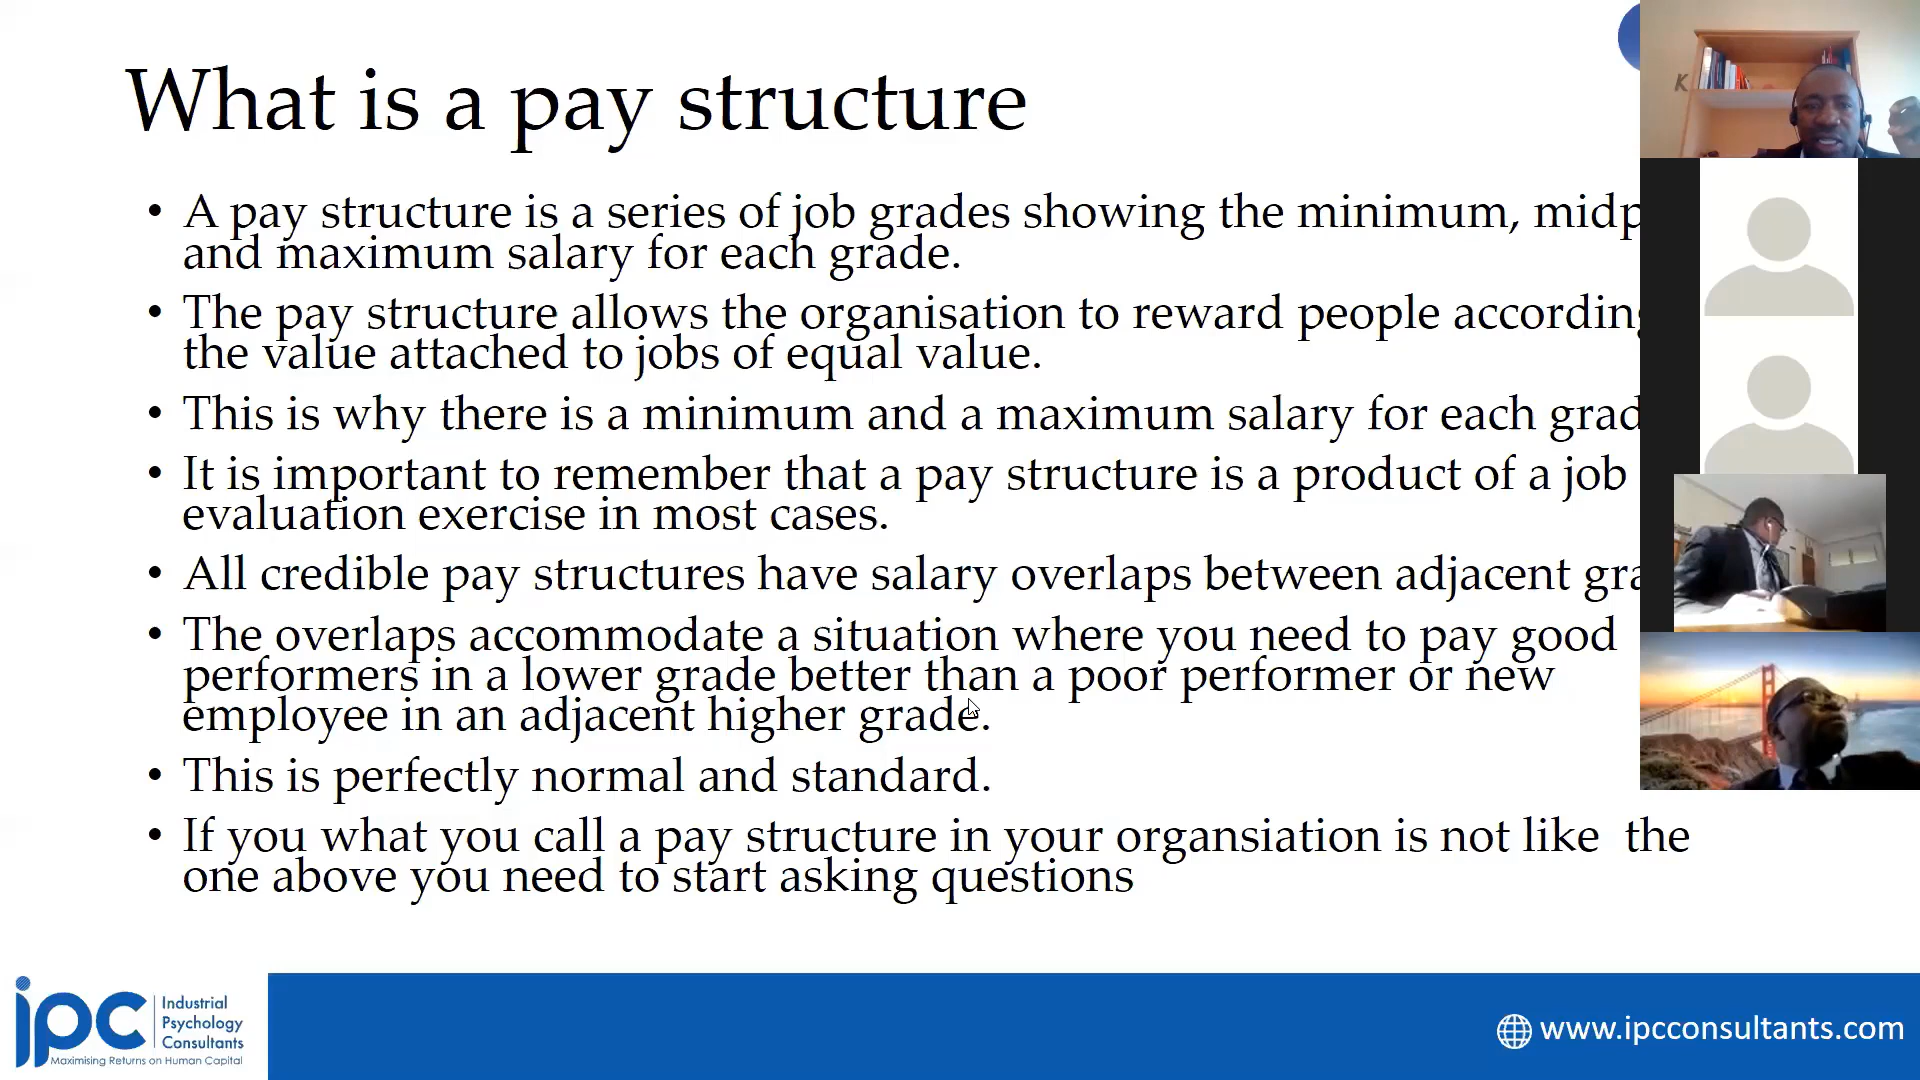 What is a pay structure
• A pay structure is a series of job grades showing the minimum,
and maximum salary for each grade.
• The pay structure allows the organisation to reward people
the value attached to jobs of equal value.
• This is why there is a minimum and a maximum salary for each
• It is important to remember that a pay structure is a product of a job
evaluation exercise in most cases.
• All credible pay structures have salary overlaps between adjacent
• The overlaps accommodate a situation where you need to pay good
performers in a lower grade better than a poor performer or new
employee in an adjacent higher grade.
• This is perfectly normal and standard.
• If you what you call a pay structure in your organsiation is not like  the
one above you need to start asking questions
ipc
Industrial
Psychology
Consultants
Maximising Returns on Human Capital
www.ipcconsultants.com
K